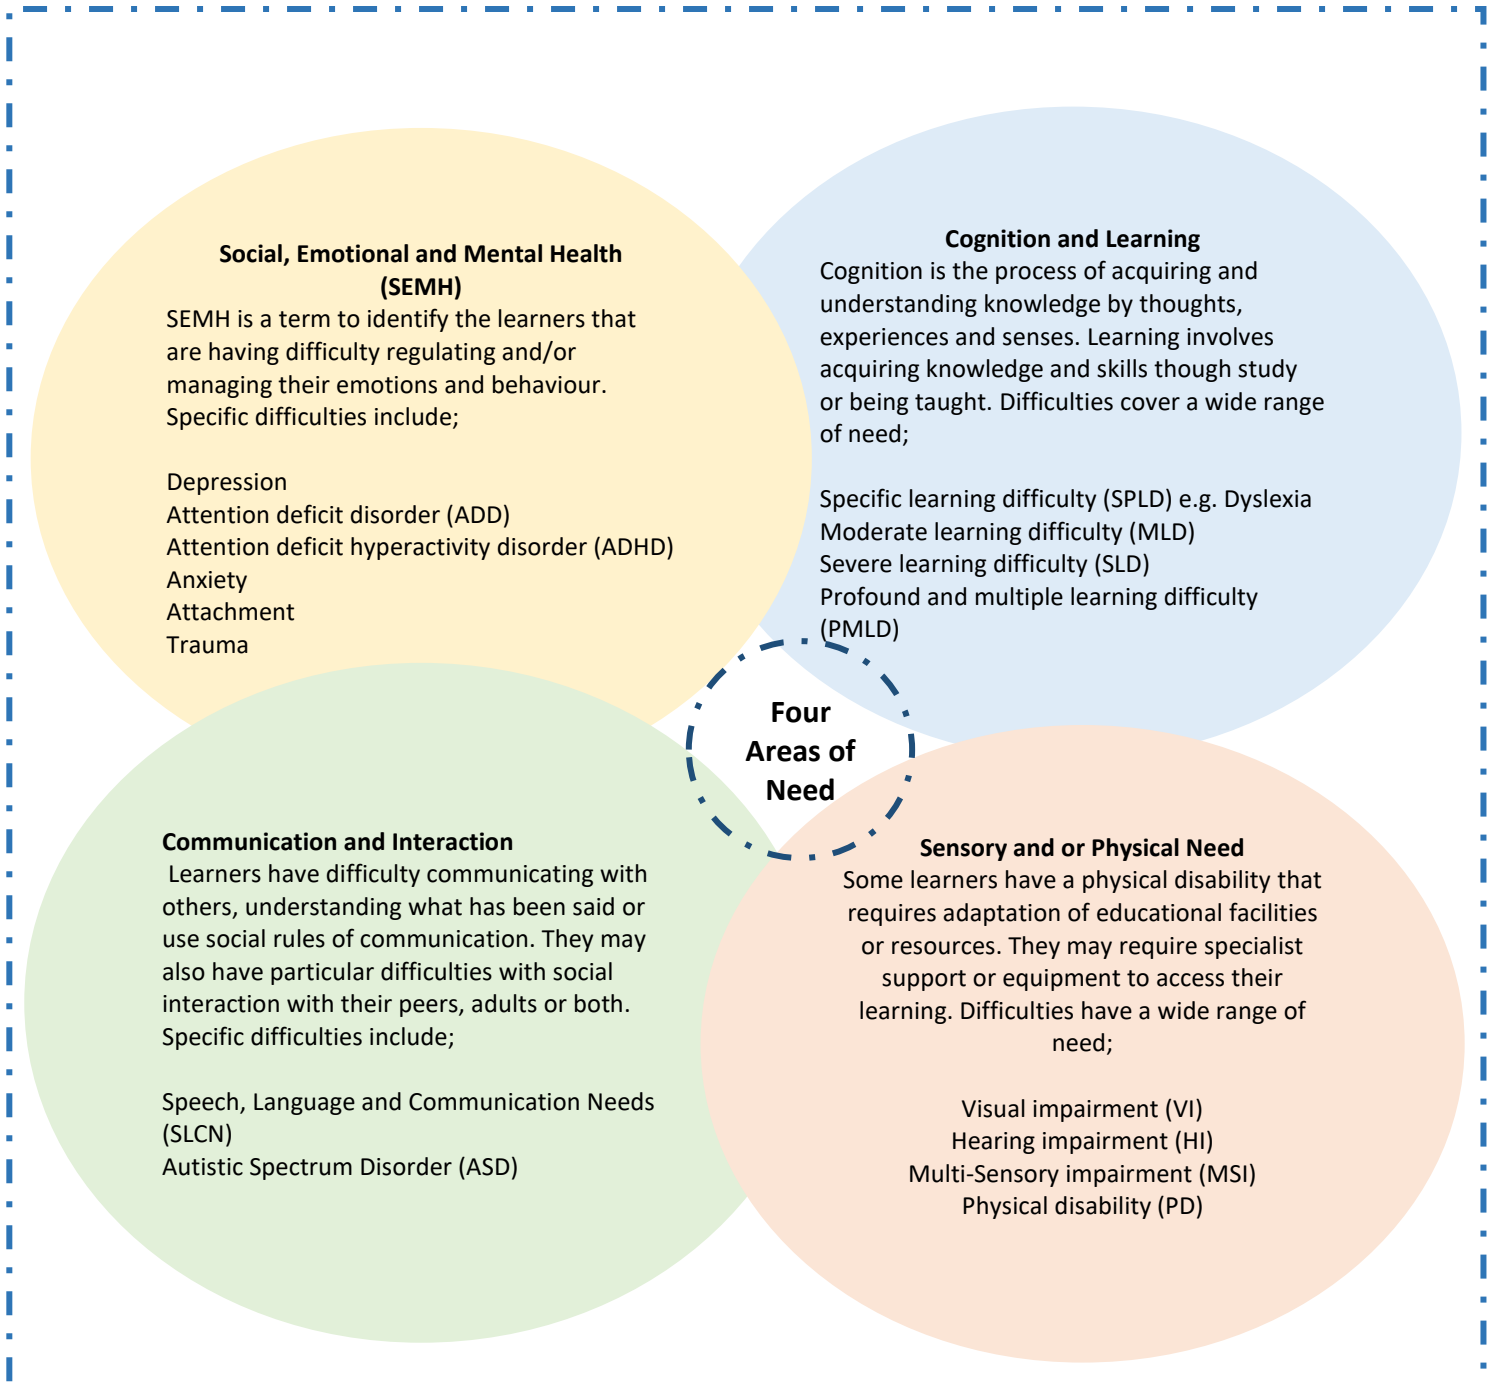 Social, Emotional and Mental Health
(SEMH)
SEMH is a term to identify the learners that
are having difficulty regulating and/or
managing their emotions and behaviour.
Specific difficulties include;
Depression
Attention deficit disorder (ADD)
Attention deficit hyperactivity disorder (ADHD)
Anxiety
Attachment
Trauma
Cognition and Learning
Cognition is the process of acquiring and
understanding knowledge by thoughts,
experiences and senses. Learning involves
acquiring knowledge and skills though study
or being taught. Difficulties cover a wide range
of need;
Specific learning difficulty (SPLD) e.g. Dyslexia
Moderate learning difficulty (MLD)
Severe learning difficulty (SLD)
Profound and multiple learning difficulty
(PMLD)
Four
Areas of
Need
Communication and Interaction
Learners have difficulty communicating with
others, understanding what has been said or
use social rules of communication. They may
also have particular difficulties with social
interaction with their peers, adults or both.
Specific difficulties include;
Speech, Language and Communication Needs
(SLCN)
Autistic Spectrum Disorder (ASD)
Sensory and or Physical Need
Some learners have a physical disability that
requires adaptation of educational facilities
or resources. They may require specialist
support or equipment to access their
learning. Difficulties have a wide range of
need;
Visual impairment (VI)
Hearing impairment (HI)
Multi-Sensory impairment (MSI)
Physical disability (PD)